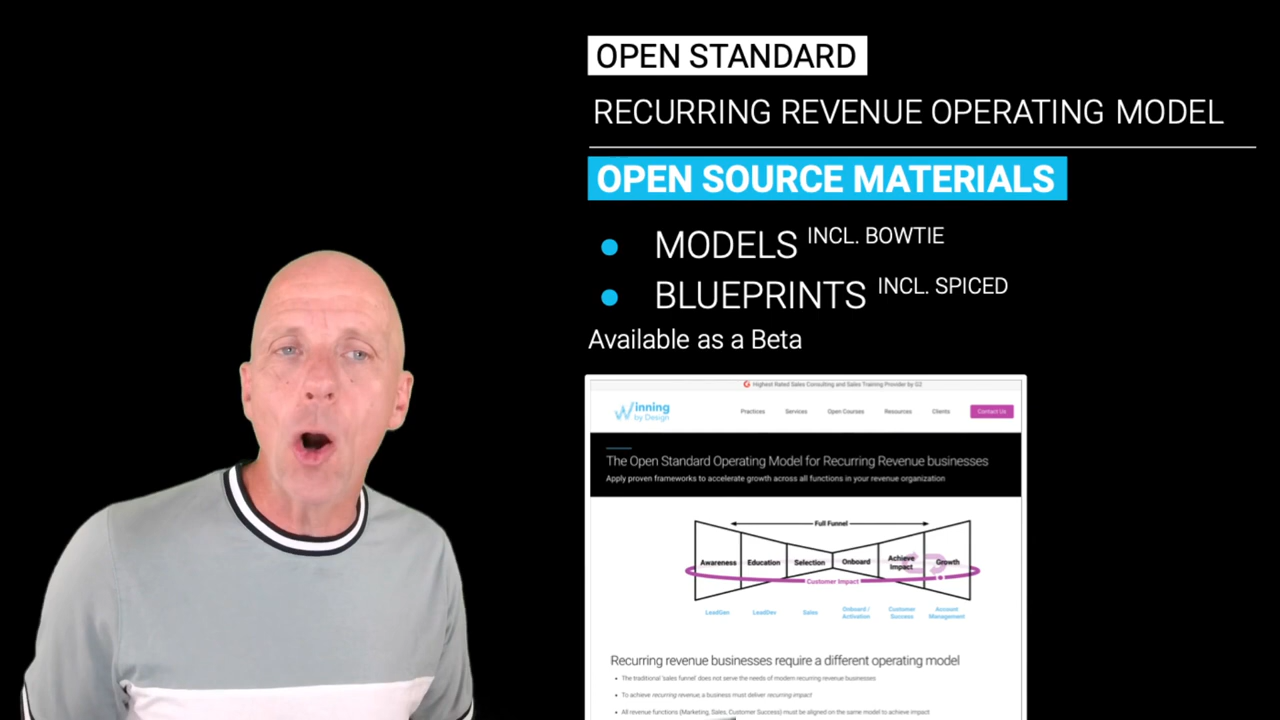 OPEN STANDARD
RECURRING REVENUE OPERATING MODEL
OPEN SOURCE MATERIALS
MODELS INCL. BOWTIE
BLUEPRINTS INCL. SPICED
Available as a Beta
Highest Rated Sales Consulting and Sales Training Provider by G2
Winning by Design
Practices Services Open Courses Resources Clients Contact Us
The Open Standard Operating Model for Recurring Revenue businesses
Apply proven frameworks to accelerate growth across all functions in your revenue organization
Full Funnel
Awareness Education Selection Onboard Achieve Impact Growth
Customer Impact
LeadGen LeadDev Sales Onboard / Activation Customer Success Account Management
Recurring revenue businesses require a different operating model
• The traditional 'sales funnel' does not serve the needs of modern recurring revenue businesses
• To achieve recurring revenue, a business must deliver recurring impact
• All revenue functions (Marketing, Sales, Customer Success) must be aligned on the same model to achieve impact